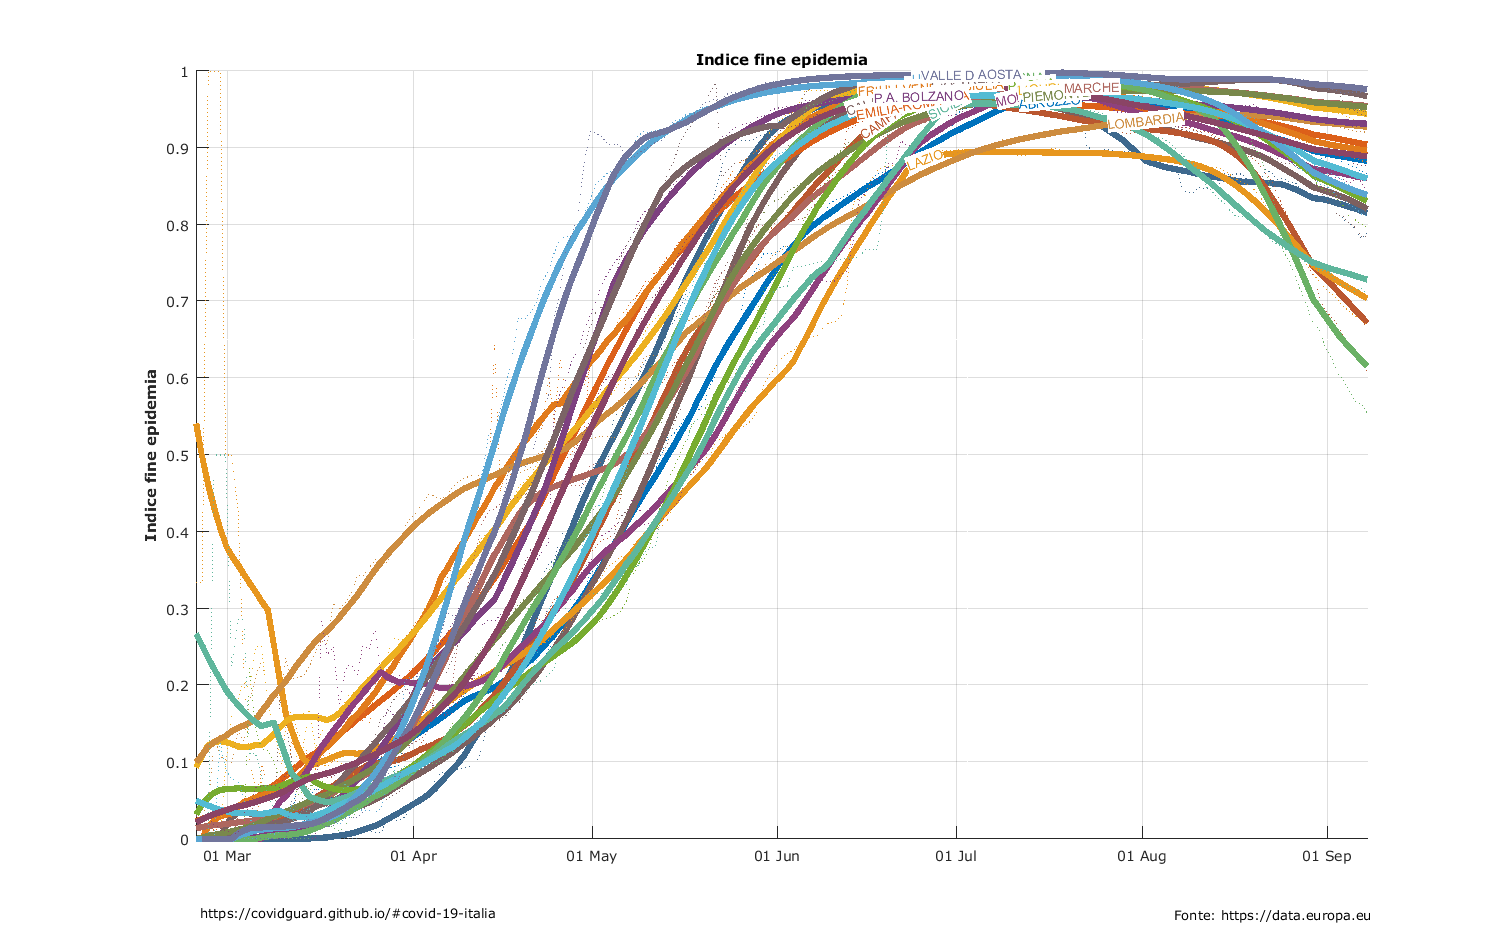 Indice fine epidemia
Indice fine epidemia
1
0.9
0.8
0.7
0.6
0.5
0.4
0.3
0.2
0.1
0
VALLE D AOSTA
MARCHE
PIEMONTE
P.A. BOLZANO
ABRUZZO
LOMBARDIA
LAZIO
01 Mar
01 Apr
01 May
01 Jun
01 Jul
01 Aug
01 Sep
https://covidguard.github.io/#covid-19-italia
Fonte: https://data.europa.eu